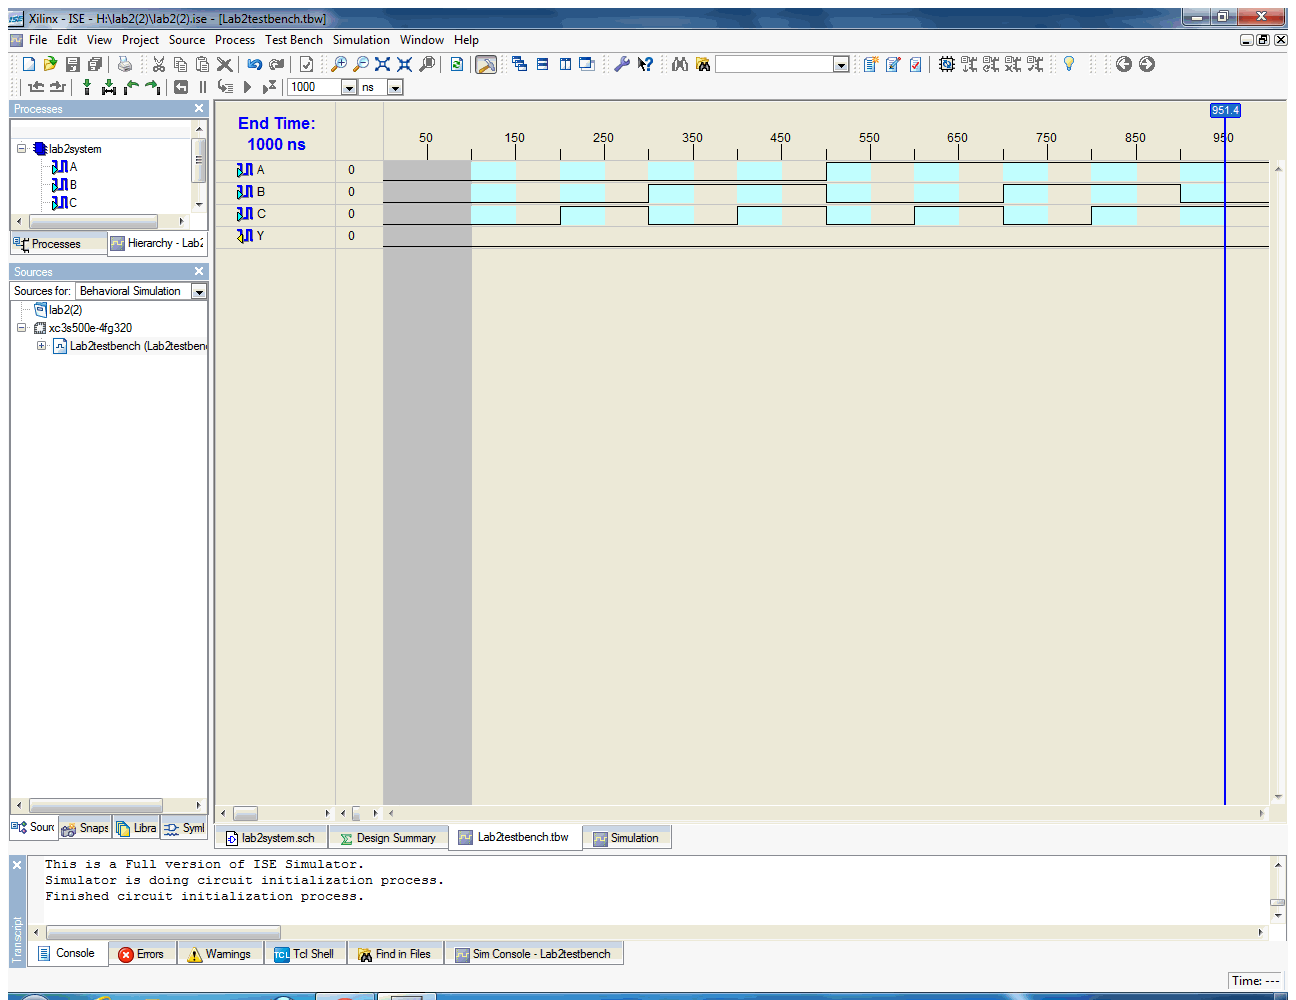 Xilinx - ISE - H:\lab2(2)\lab2(2).ise - [Lab2testbench.tbw]
File Edit View Project Source Process Test Bench Simulation Window Help
1000 ns
Processes
lab2system
A
B
C
Processes
Hierarchy - Lab2
Sources
Sources for: Behavioral Simulation
lab2(2)
xc3s500e-4fg320
Lab2testbench (Lab2testben
Sourc
Snaps
Libra
Syml
End Time:
1000 ns
951.4
50 150 250 350 450 550 650 750 850 950
A 0
B 0
C 0
Y 0
lab2system.sch
Design Summary
Lab2testbench.tbw
Simulation
This is a Full version of ISE Simulator.
Simulator is doing circuit initialization process.
Finished circuit initialization process.
Transcript
Console
Errors
Warnings
TCL Tcl Shell
Find in Files
Sim Console - Lab2testbench
Time: ---